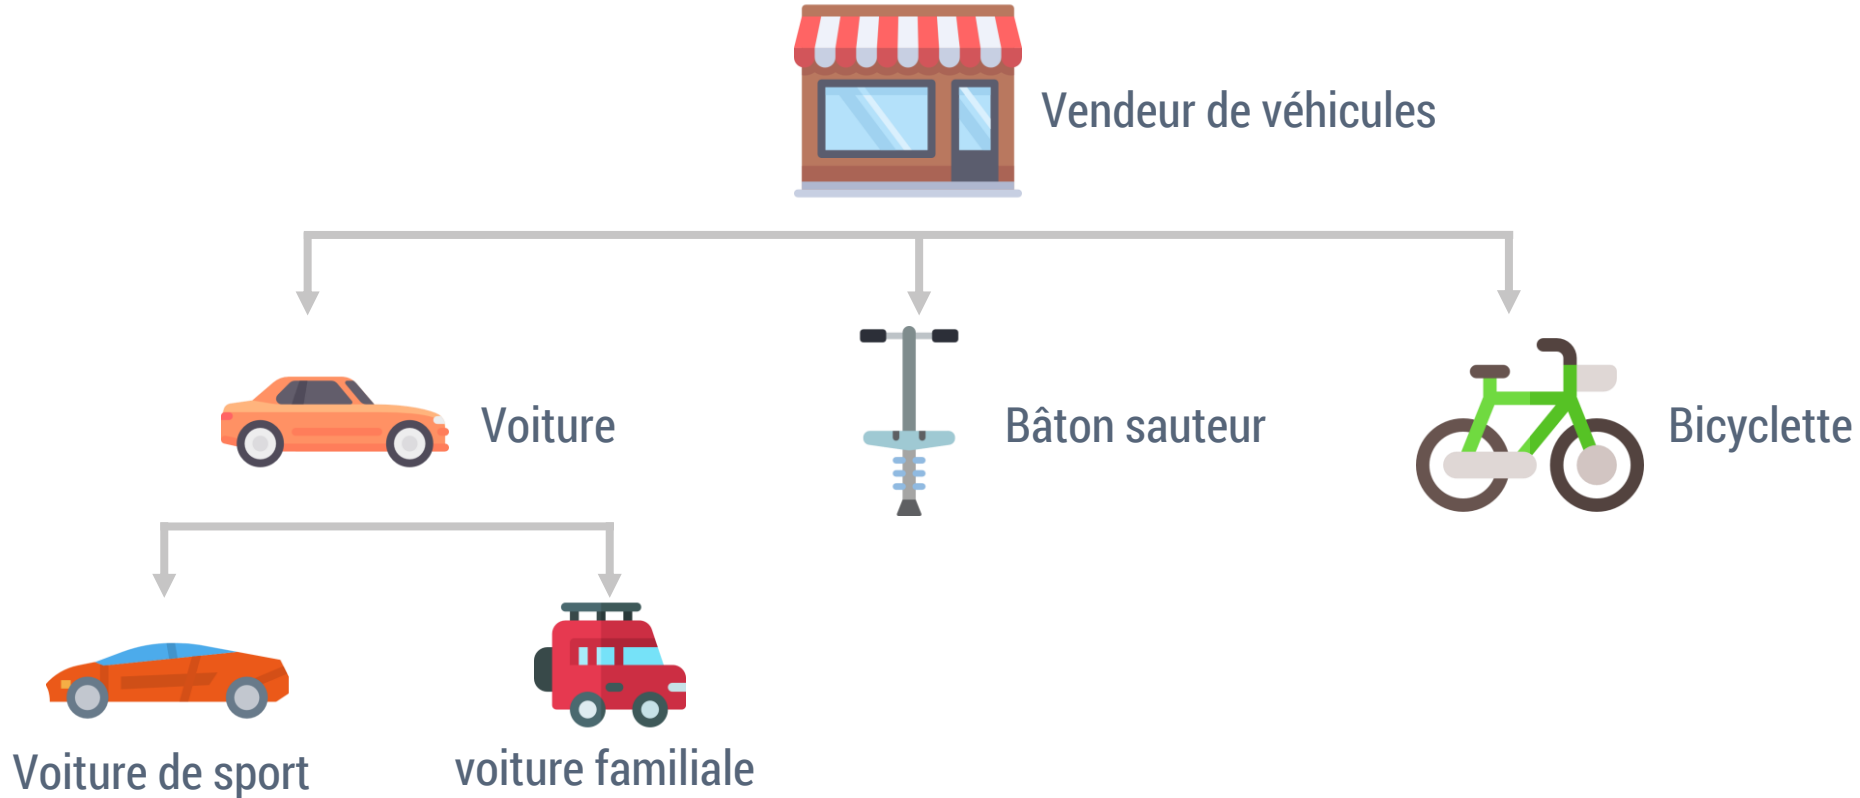 Vendeur de véhicules
Voiture
Bâton sauteur
Bicyclette
Voiture de sport
voiture familiale